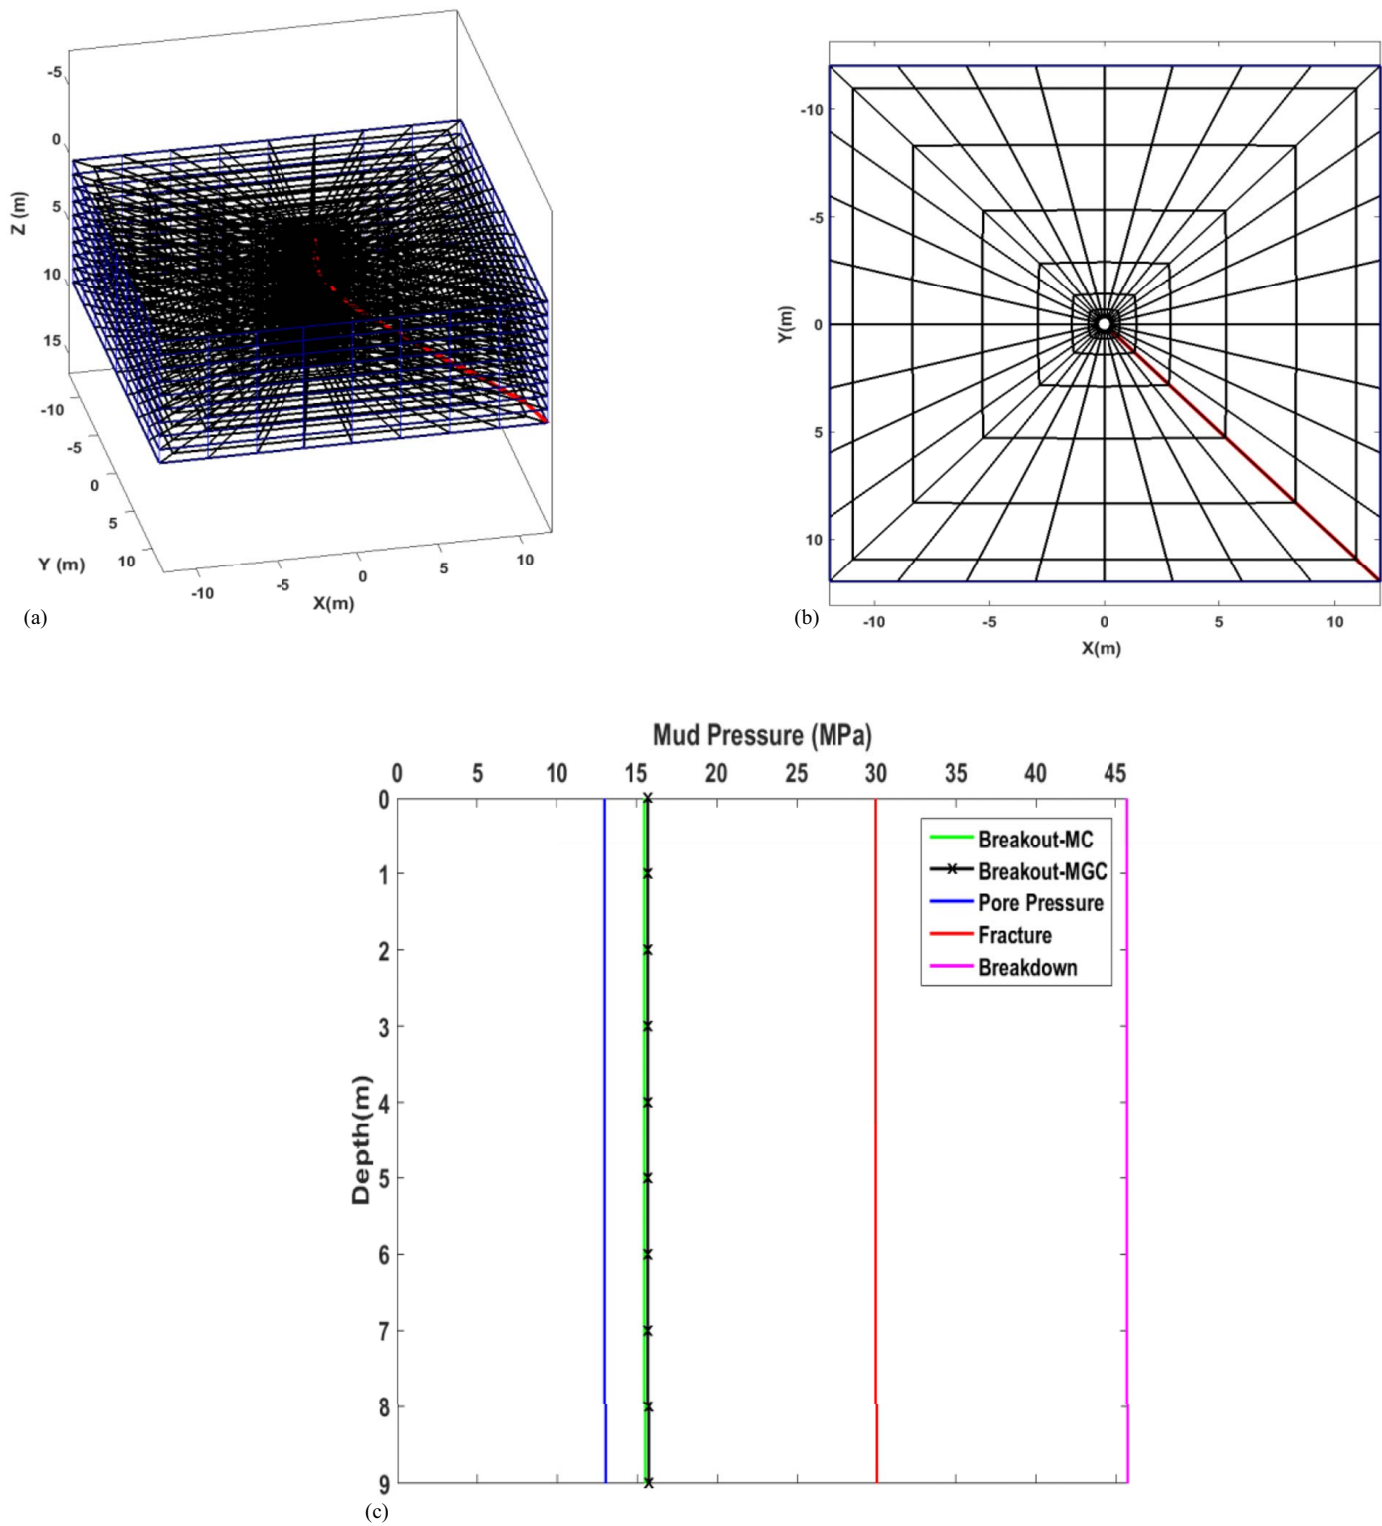 -5
0
5
10
15
Z (m)
-10
-5
0
5
10
Y (m)
-10
-5
0
5
10
X(m)
(a)
-10
-5
0
5
10
Y(m)
-10
-5
0
5
10
X(m)
(b)
Mud Pressure (MPa)
0 5 10 15 20 25 30 35 40 45
0
1
2
3
4
5
6
7
8
9
Depth(m)
Breakout-MC
Breakout-MGC
Pore Pressure
Fracture
Breakdown
(c)